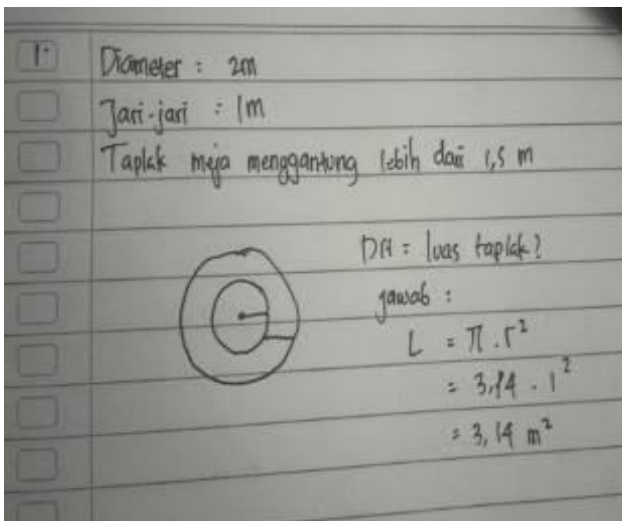 1.
Diameter : 2m
Jari-jari : 1m
Taplak meja menggantung lebih dari 1,5 m
Dit = luas taplak?
jawab :
L = π . r²
= 3,14 . 1²
= 3,14 m²